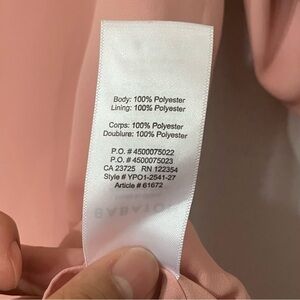 Body: 100% Polyester
Lining: 100% Polyester
Corps: 100% Polyester
Doublure: 100% Polyester
P.O. # 4500075022
P.O. # 4500075023
CA 23725 RN 122354
Style # YPO1-2541-27
Article # 61672